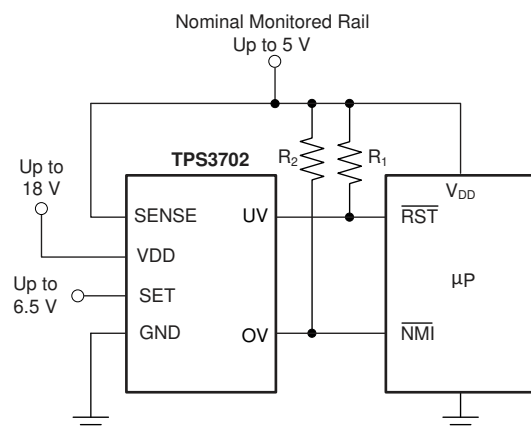 Nominal Monitored Rail
Up to 5 V
TPS3702
R2
R1
Up to
18 V
VDD
SENSE
UV
RST
VDD
µP
SET
Up to
6.5 V
GND
OV
NMI